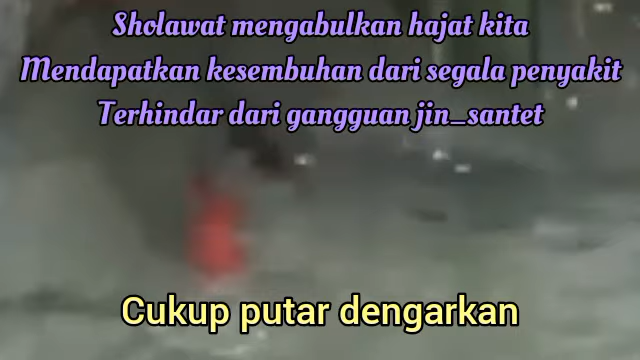 Sholawat mengabulkan hajat kita
Mendapatkan kesembuhan dari segala penyakit
Terhindar dari gangguan jin_santet
Cukup putar dengarkan